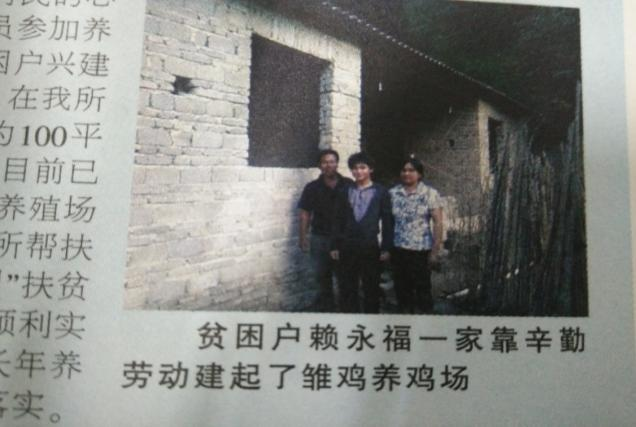 员参加养
困户兴建
在我所
约100平
目前已
养殖场
所帮扶
"扶贫
顺利实
长年养
落实。
贫困户赖永福一家靠辛勤
劳动建起了雏鸡养鸡场